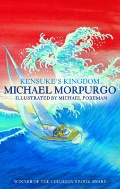 KENSUKE'S KINGDOM
MICHAEL MORPURGO
ILLUSTRATED BY MICHAEL FOREMAN
WINNER OF THE CHILDREN'S BOOK AWARD